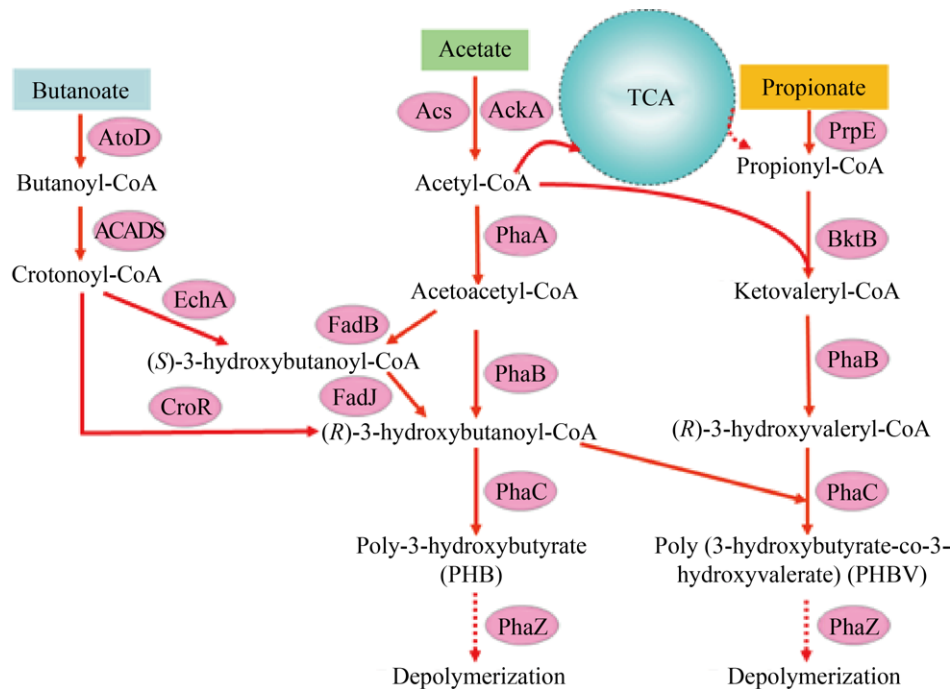 Acetate
TCA
Butanoate
Propionate
Acs
AckA
AtoD
PrpE
Butanoyl-CoA
Acetyl-CoA
Propionyl-CoA
ACADS
PhaA
BktB
Crotonoyl-CoA
EchA
Acetoacetyl-CoA
Ketovaleryl-CoA
FadB
(S)-3-hydroxybutanoyl-CoA
PhaB
PhaB
CroR
FadJ
(R)-3-hydroxybutanoyl-CoA
(R)-3-hydroxyvaleryl-CoA
PhaC
PhaC
Poly-3-hydroxybutyrate
(PHB)
Poly (3-hydroxybutyrate-co-3-
hydroxyvalerate) (PHBV)
PhaZ
PhaZ
Depolymerization
Depolymerization